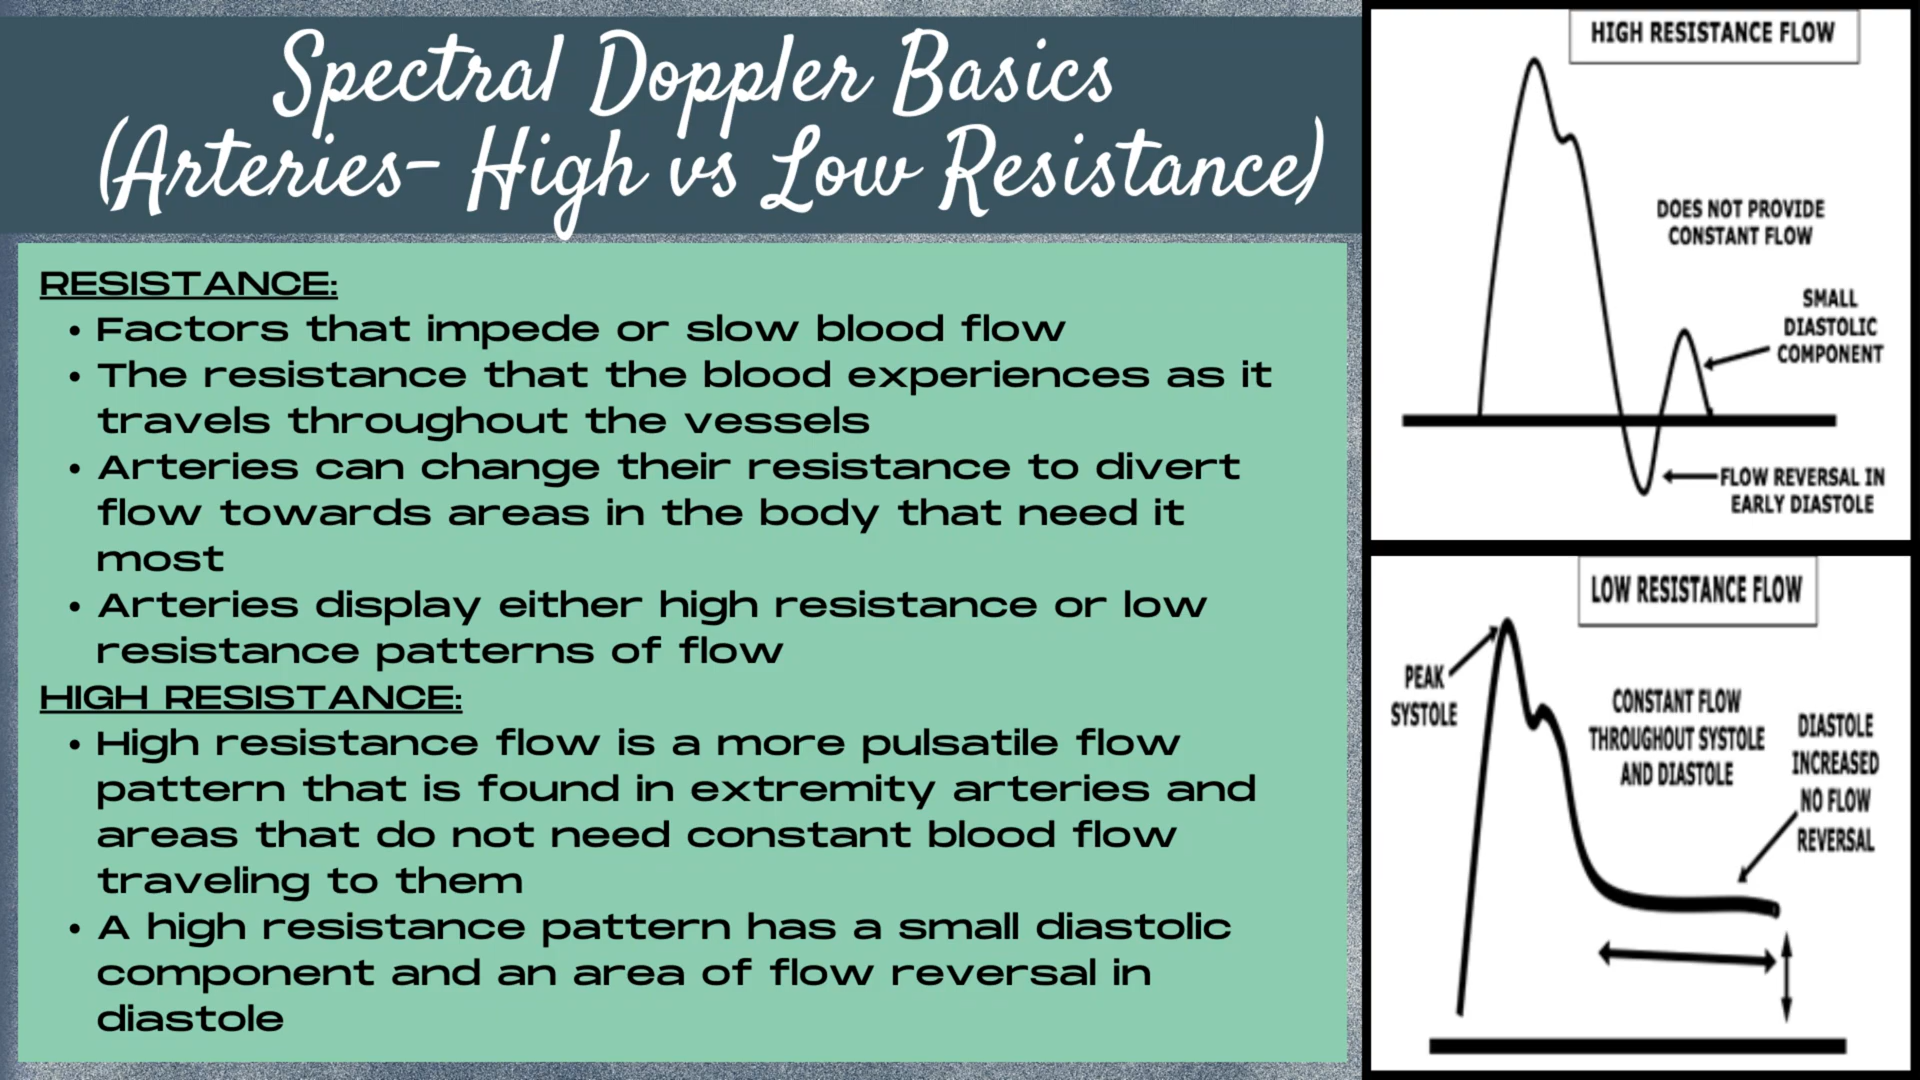 Spectral Doppler Basics
(Arteries- High vs Low Resistance)
RESISTANCE:
• Factors that impede or slow blood flow
• The resistance that the blood experiences as it
travels throughout the vessels
• Arteries can change their resistance to divert
flow towards areas in the body that need it
most
• Arteries display either high resistance or low
resistance patterns of flow
HIGH RESISTANCE:
• High resistance flow is a more pulsatile flow
pattern that is found in extremity arteries and
areas that do not need constant blood flow
traveling to them
• A high resistance pattern has a small diastolic
component and an area of flow reversal in
diastole
HIGH RESISTANCE FLOW
DOES NOT PROVIDE
CONSTANT FLOW
SMALL
DIASTOLIC
COMPONENT
FLOW REVERSAL IN
EARLY DIASTOLE
LOW RESISTANCE FLOW
PEAK
SYSTOLE
CONSTANT FLOW
THROUGHOUT SYSTOLE
AND DIASTOLE
DIASTOLE
INCREASED
NO FLOW
REVERSAL